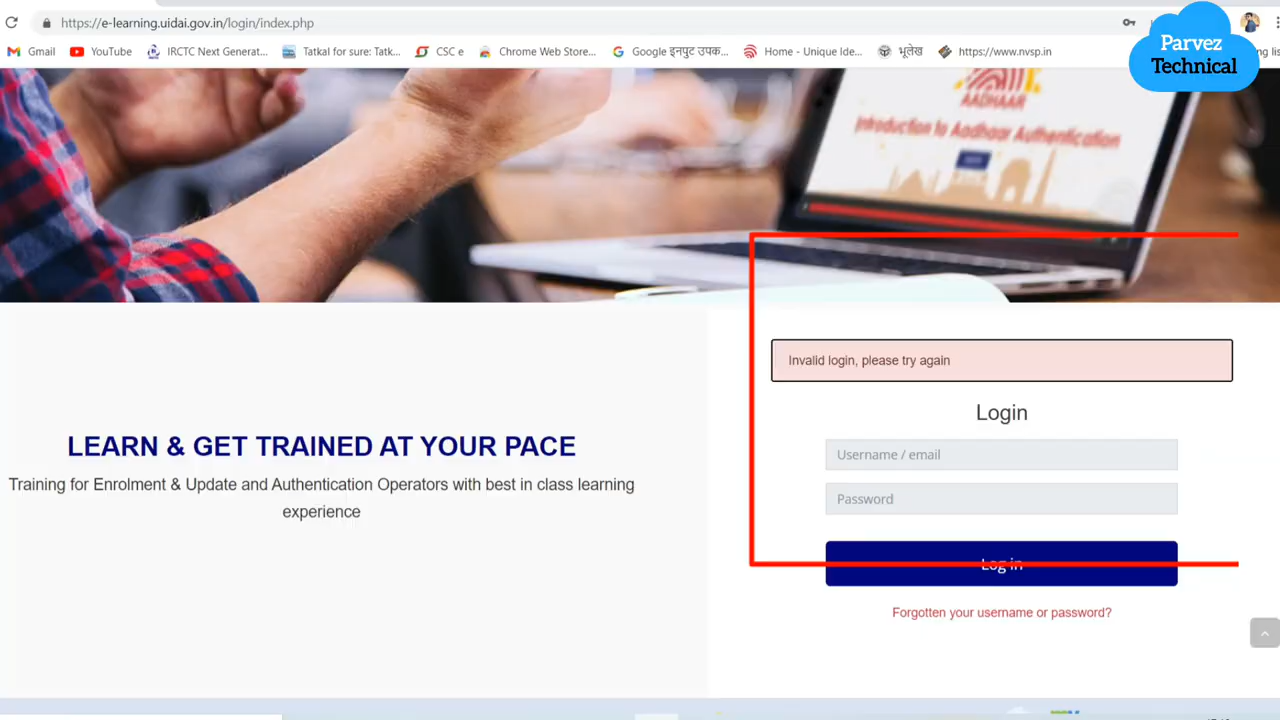 https://e-learning.uidai.gov.in/login/index.php
Parvez
Technical
Gmail
YouTube
IRCTC Next Generat...
Tatkal for sure: Tatk...
CSC e
Chrome Web Store...
Google इनपुट उपक...
Home - Unique Ide...
भूलेख
https://www.nvsp.in
AADHAAR
Introduction to Aadhaar Authentication
Invalid login, please try again
Login
Username / email
Password
Log in
Forgotten your username or password?
LEARN & GET TRAINED AT YOUR PACE
Training for Enrolment & Update and Authentication Operators with best in class learning
experience